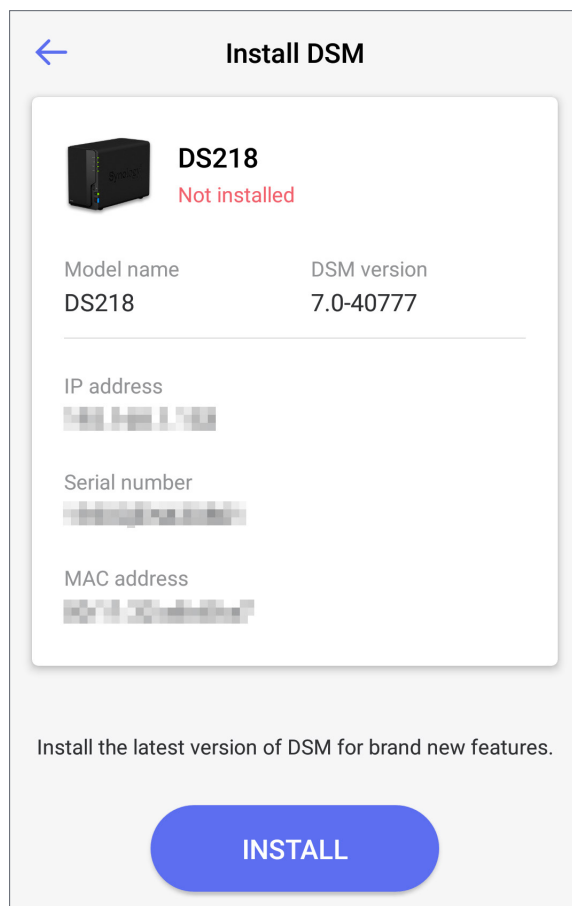 Install DSM
DS218
Not installed
Model name
DSM version
DS218
7.0-40777
IP address
Serial number
MAC address
Install the latest version of DSM for brand new features.
INSTALL